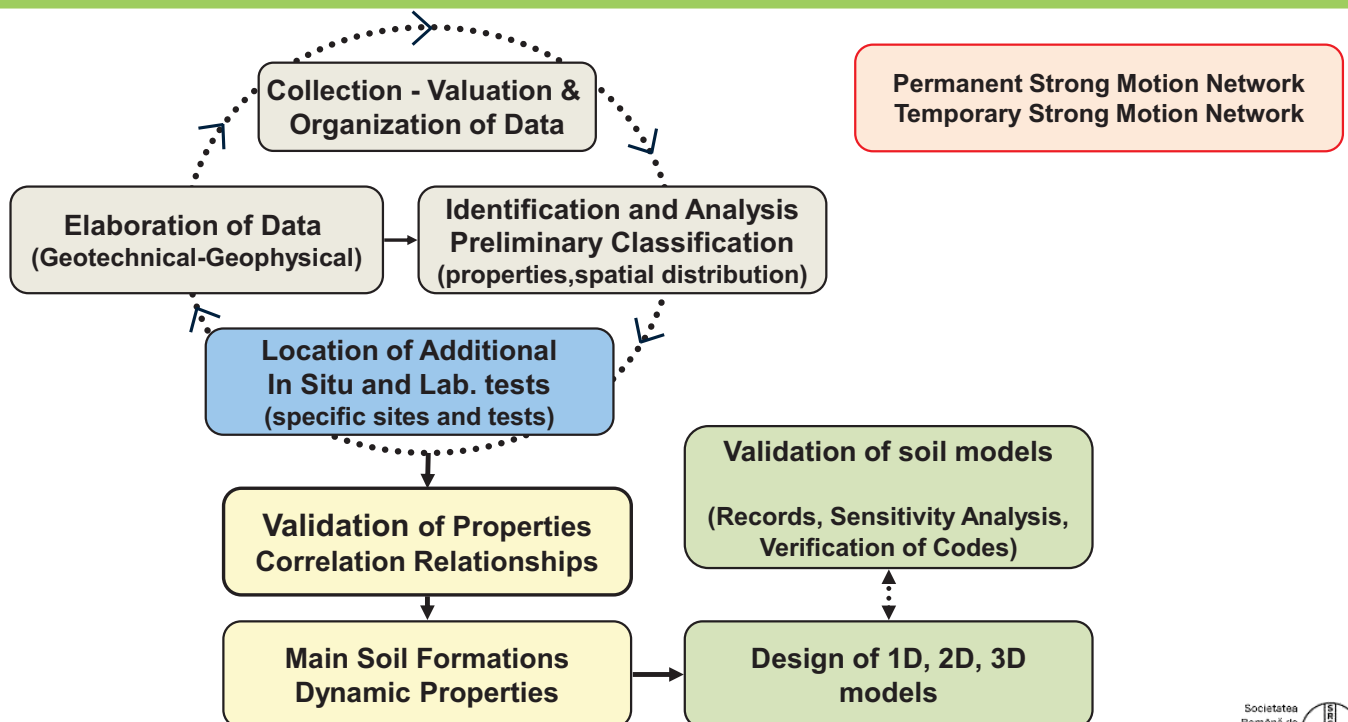 Collection - Valuation &
Organization of Data
Permanent Strong Motion Network
Temporary Strong Motion Network
Elaboration of Data
(Geotechnical-Geophysical)
Identification and Analysis
Preliminary Classification
(properties,spatial distribution)
Location of Additional
In Situ and Lab. tests
(specific sites and tests)
Validation of Properties
Correlation Relationships
Validation of soil models
(Records, Sensitivity Analysis,
Verification of Codes)
Main Soil Formations
Dynamic Properties
Design of 1D, 2D, 3D
models
Societatea
Română de